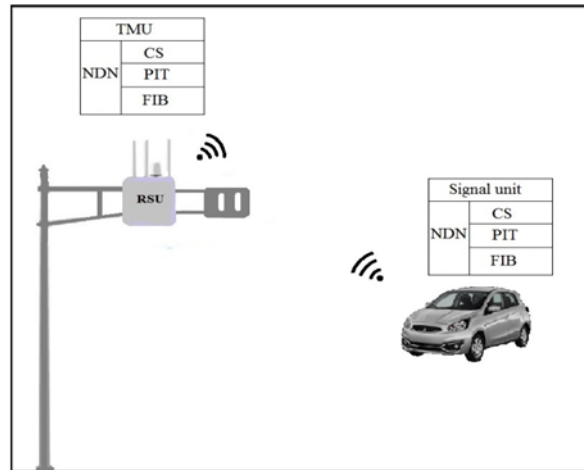 TMU
NDN
CS
PIT
FIB
RSU
Signal unit
NDN
CS
PIT
FIB